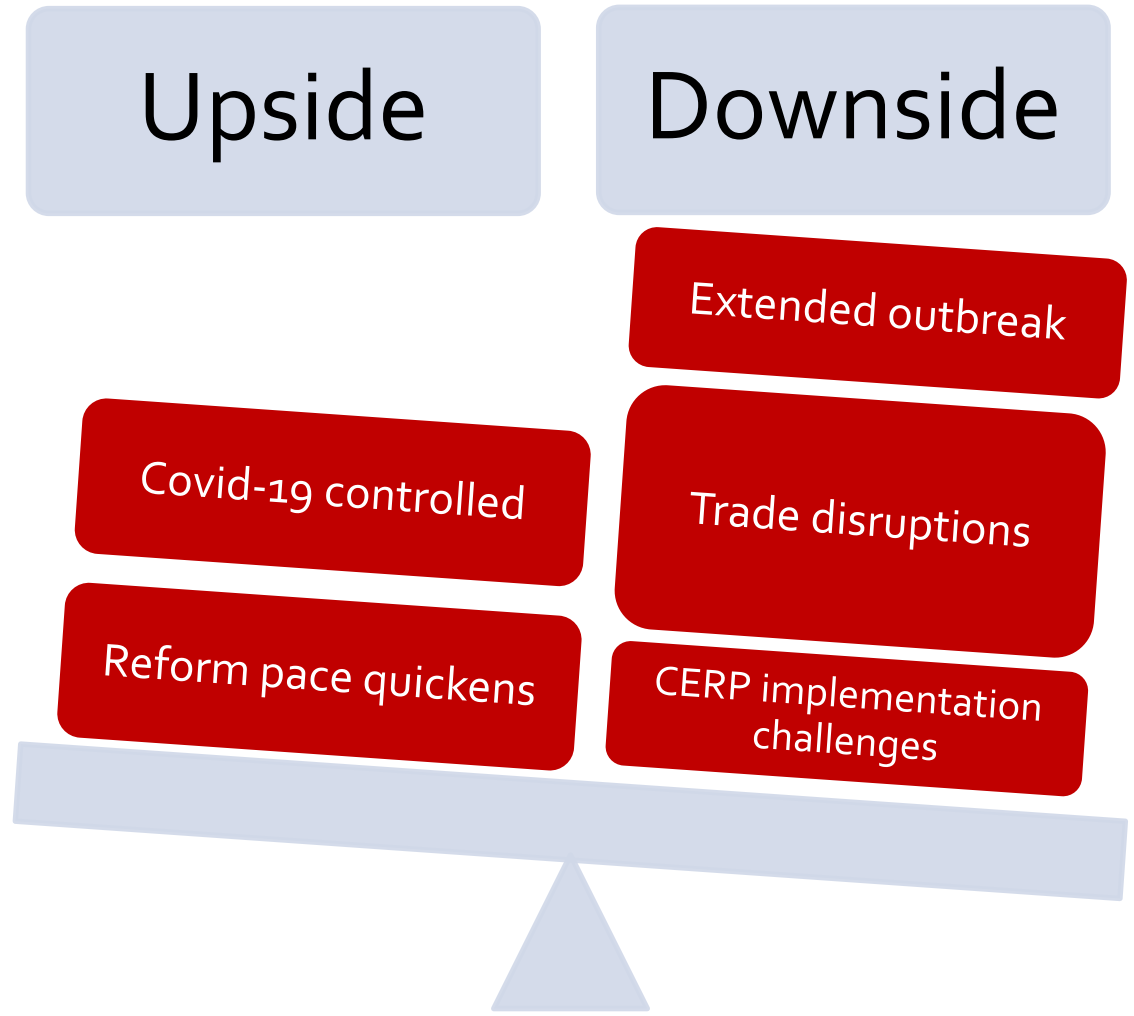 Upside
Downside
Extended outbreak
Covid-19 controlled
Trade disruptions
Reform pace quickens
CERP implementation
challenges